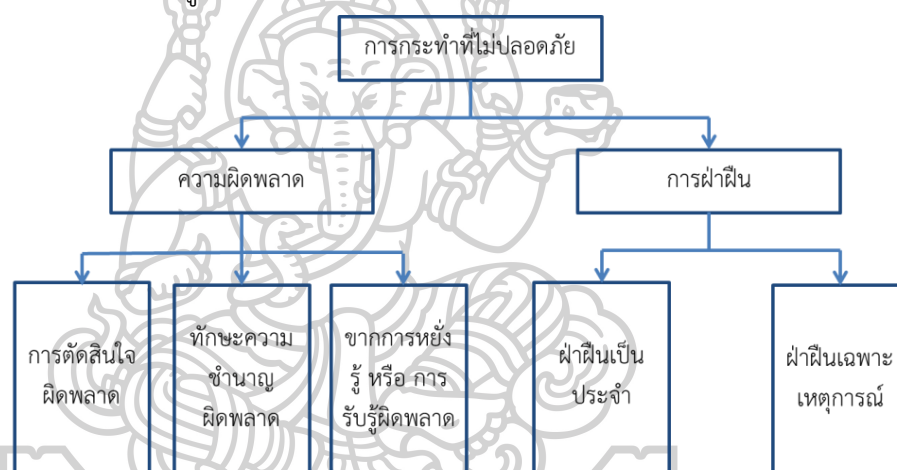 การกระทำที่ไม่ปลอดภัย
ความผิดพลาด
การฝ่าฝืน
การตัดสินใจ
ผิดพลาด
ทักษะความ
ชำนาญ
ผิดพลาด
ขากการหยั่ง
รู้ หรือ การ
รับรู้ผิดพลาด
ฝ่าฝืนเป็น
ประจำ
ฝ่าฝืนเฉพาะ
เหตุการณ์